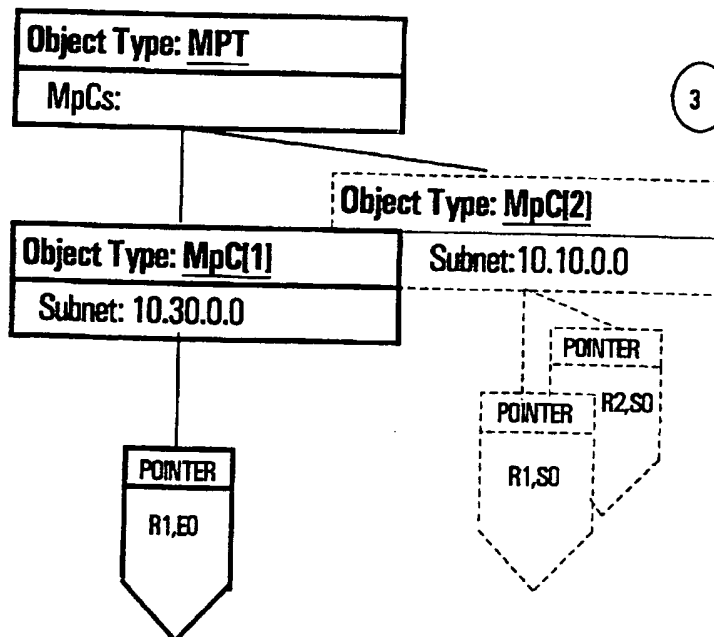 Object Type: MPT
MpCs:
3
Object Type: MpC[2]
Subnet:10.10.0.0
Object Type: MpC[1]
Subnet: 10.30.0.0
POINTER
R2,S0
POINTER
R1,S0
POINTER
R1,E0